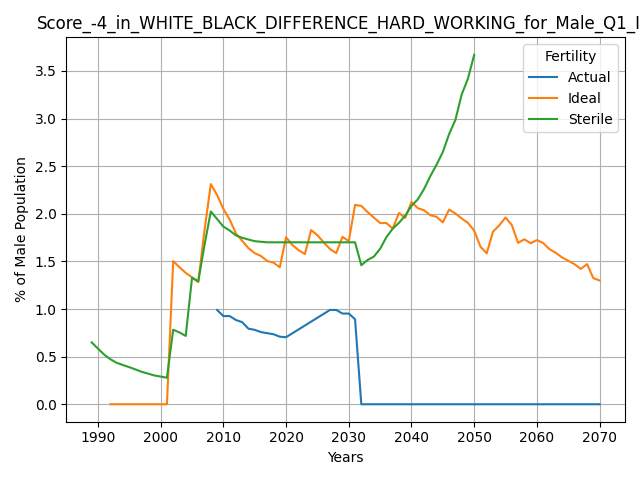 Score_-4_in_WHITE_BLACK_DIFFERENCE_HARD_WORKING_for_Male_Q1_I
Fertility
Actual
Ideal
Sterile
% of Male Population
3.5
3.0
2.5
2.0
1.5
1.0
0.5
0.0
1990 2000 2010 2020 2030 2040 2050 2060 2070
Years